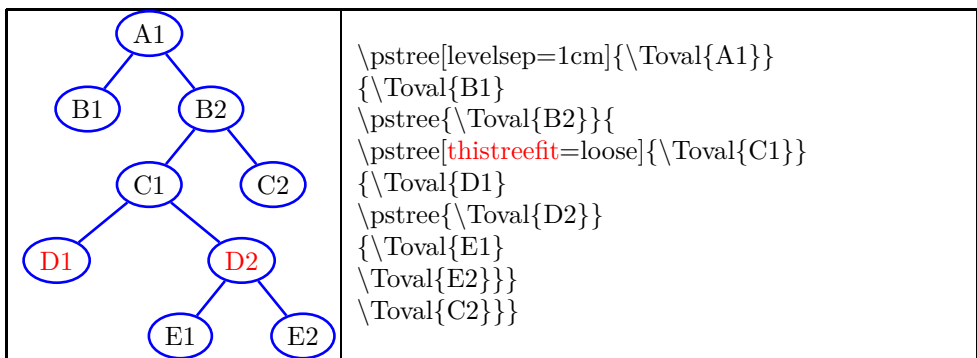 A1
B1 B2
C1 C2
D1 D2
E1 E2
\pstree[levelsep=1cm]{\Toval{A1}}
{\Toval{B1}
\pstree{\Toval{B2}}{
\pstree[thistreefit=loose]{\Toval{C1}}
{\Toval{D1}
\pstree{\Toval{D2}}
{\Toval{E1}
\Toval{E2}}}
\Toval{C2}}}